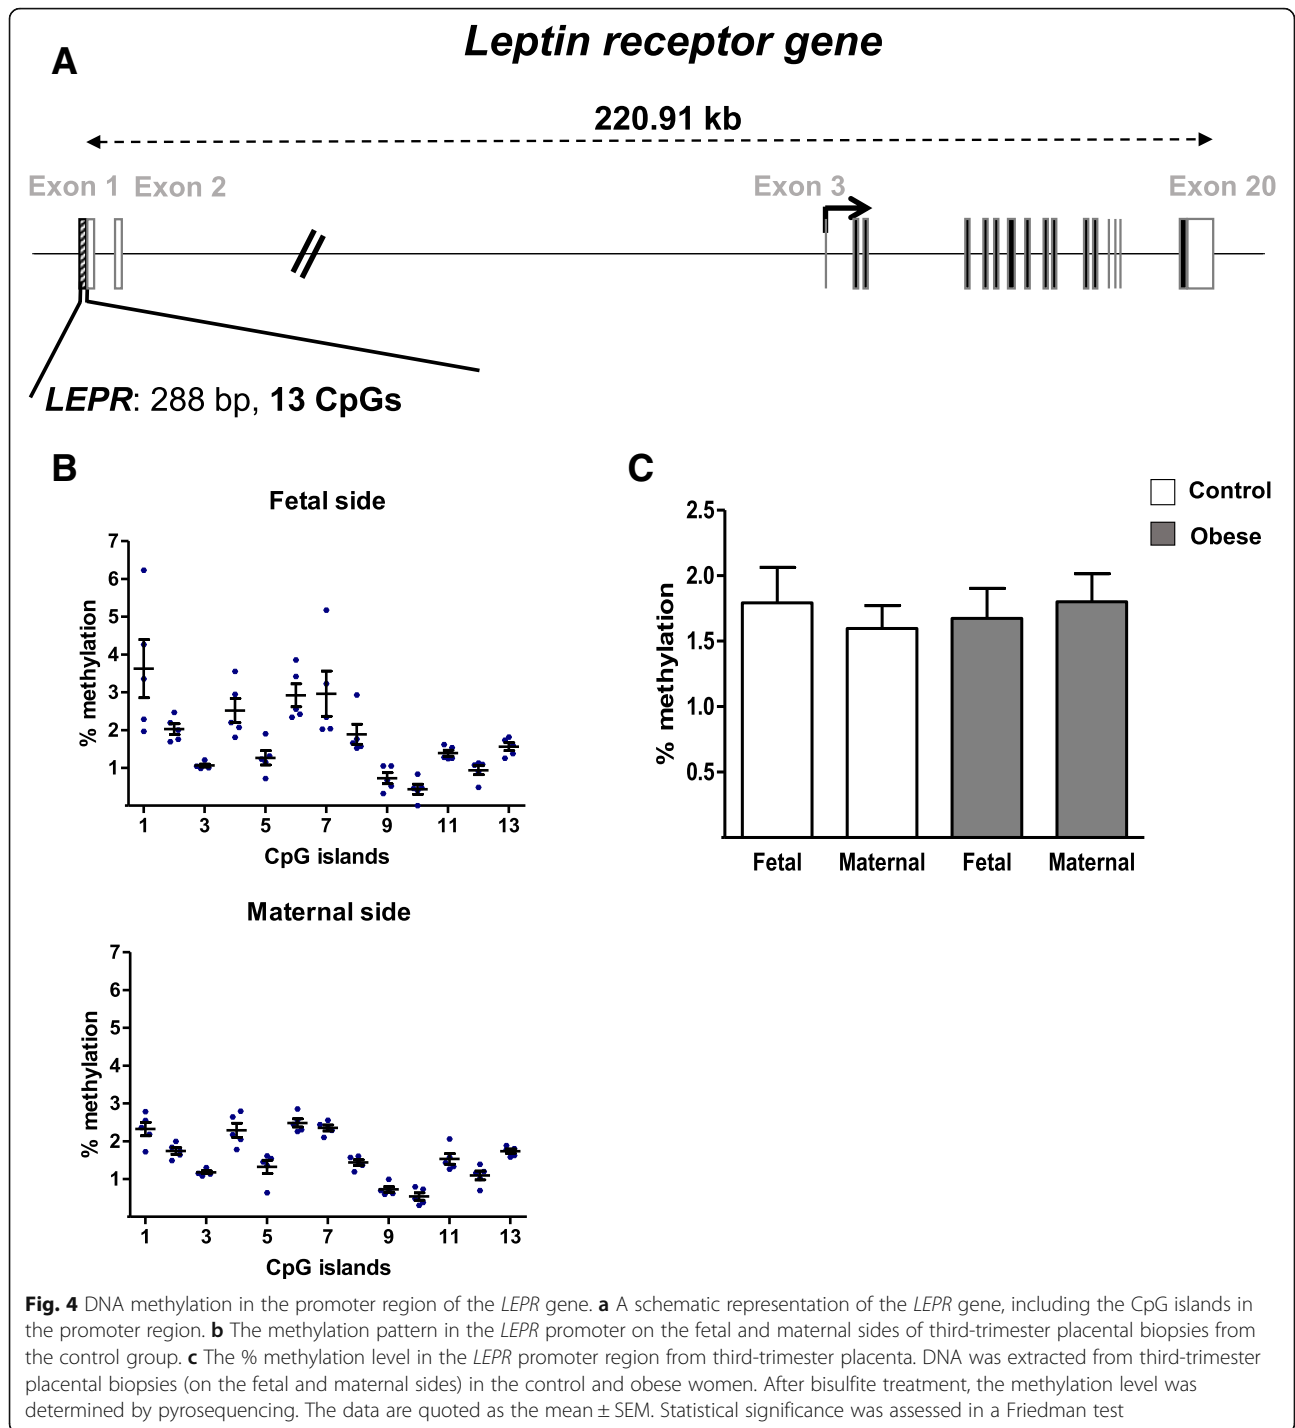 A
Leptin receptor gene
220.91 kb
Exon 1 Exon 2 Exon 3 Exon 20
LEPR: 288 bp, 13 CpGs
B
Fetal side
7
6
5
4
3
2
1
% methylation
1 3 5 7 9 11 13
CpG islands
Maternal side
7
6
5
4
3
2
1
% methylation
1 3 5 7 9 11 13
CpG islands
C
Control
Obese
2.5
2.0
1.5
1.0
0.5
% methylation
Fetal Maternal Fetal Maternal
Fig. 4 DNA methylation in the promoter region of the LEPR gene. a A schematic representation of the LEPR gene, including the CpG islands in
the promoter region. b The methylation pattern in the LEPR promoter on the fetal and maternal sides of third-trimester placental biopsies from
the control group. c The % methylation level in the LEPR promoter region from third-trimester placenta. DNA was extracted from third-trimester
placental biopsies (on the fetal and maternal sides) in the control and obese women. After bisulfite treatment, the methylation level was
determined by pyrosequencing. The data are quoted as the mean ± SEM. Statistical significance was assessed in a Friedman test